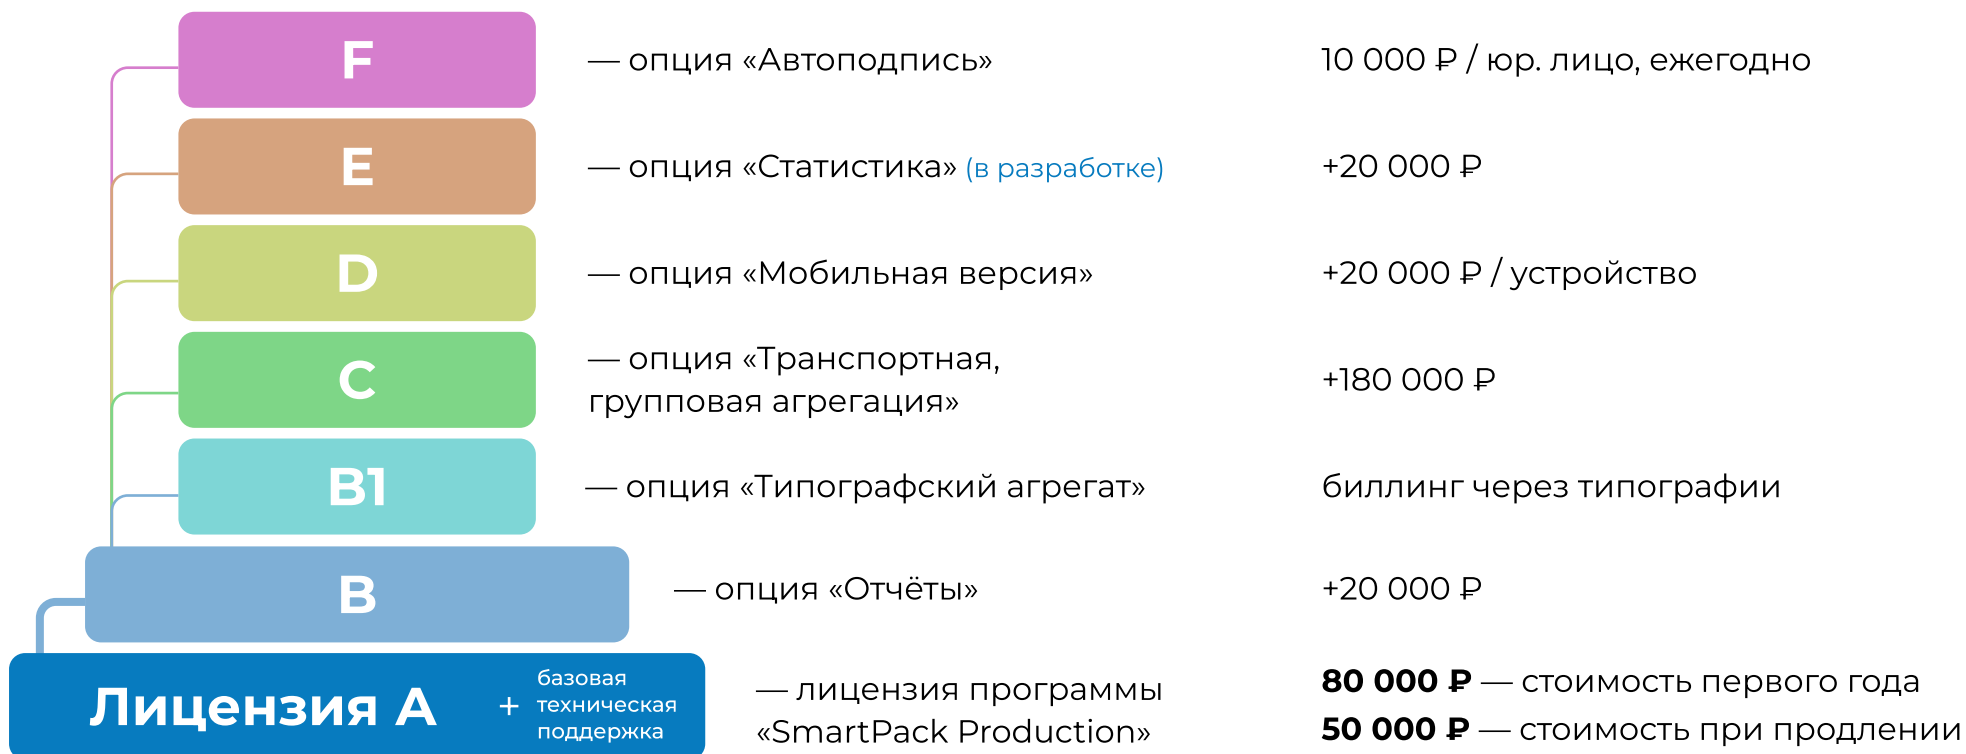 F
— опция «Автоподпись»
10 000 ₽ / юр. лицо, ежегодно
E
— опция «Статистика» (в разработке)
+20 000 ₽
D
— опция «Мобильная версия»
+20 000 ₽ / устройство
C
— опция «Транспортная,
групповая агрегация»
+180 000 ₽
B1
— опция «Типографский агрегат»
биллинг через типографии
B
— опция «Отчёты»
+20 000 ₽
Лицензия А
+
базовая
техническая
поддержка
— лицензия программы
«SmartPack Production»
80 000 ₽ — стоимость первого года
50 000 ₽ — стоимость при продлении